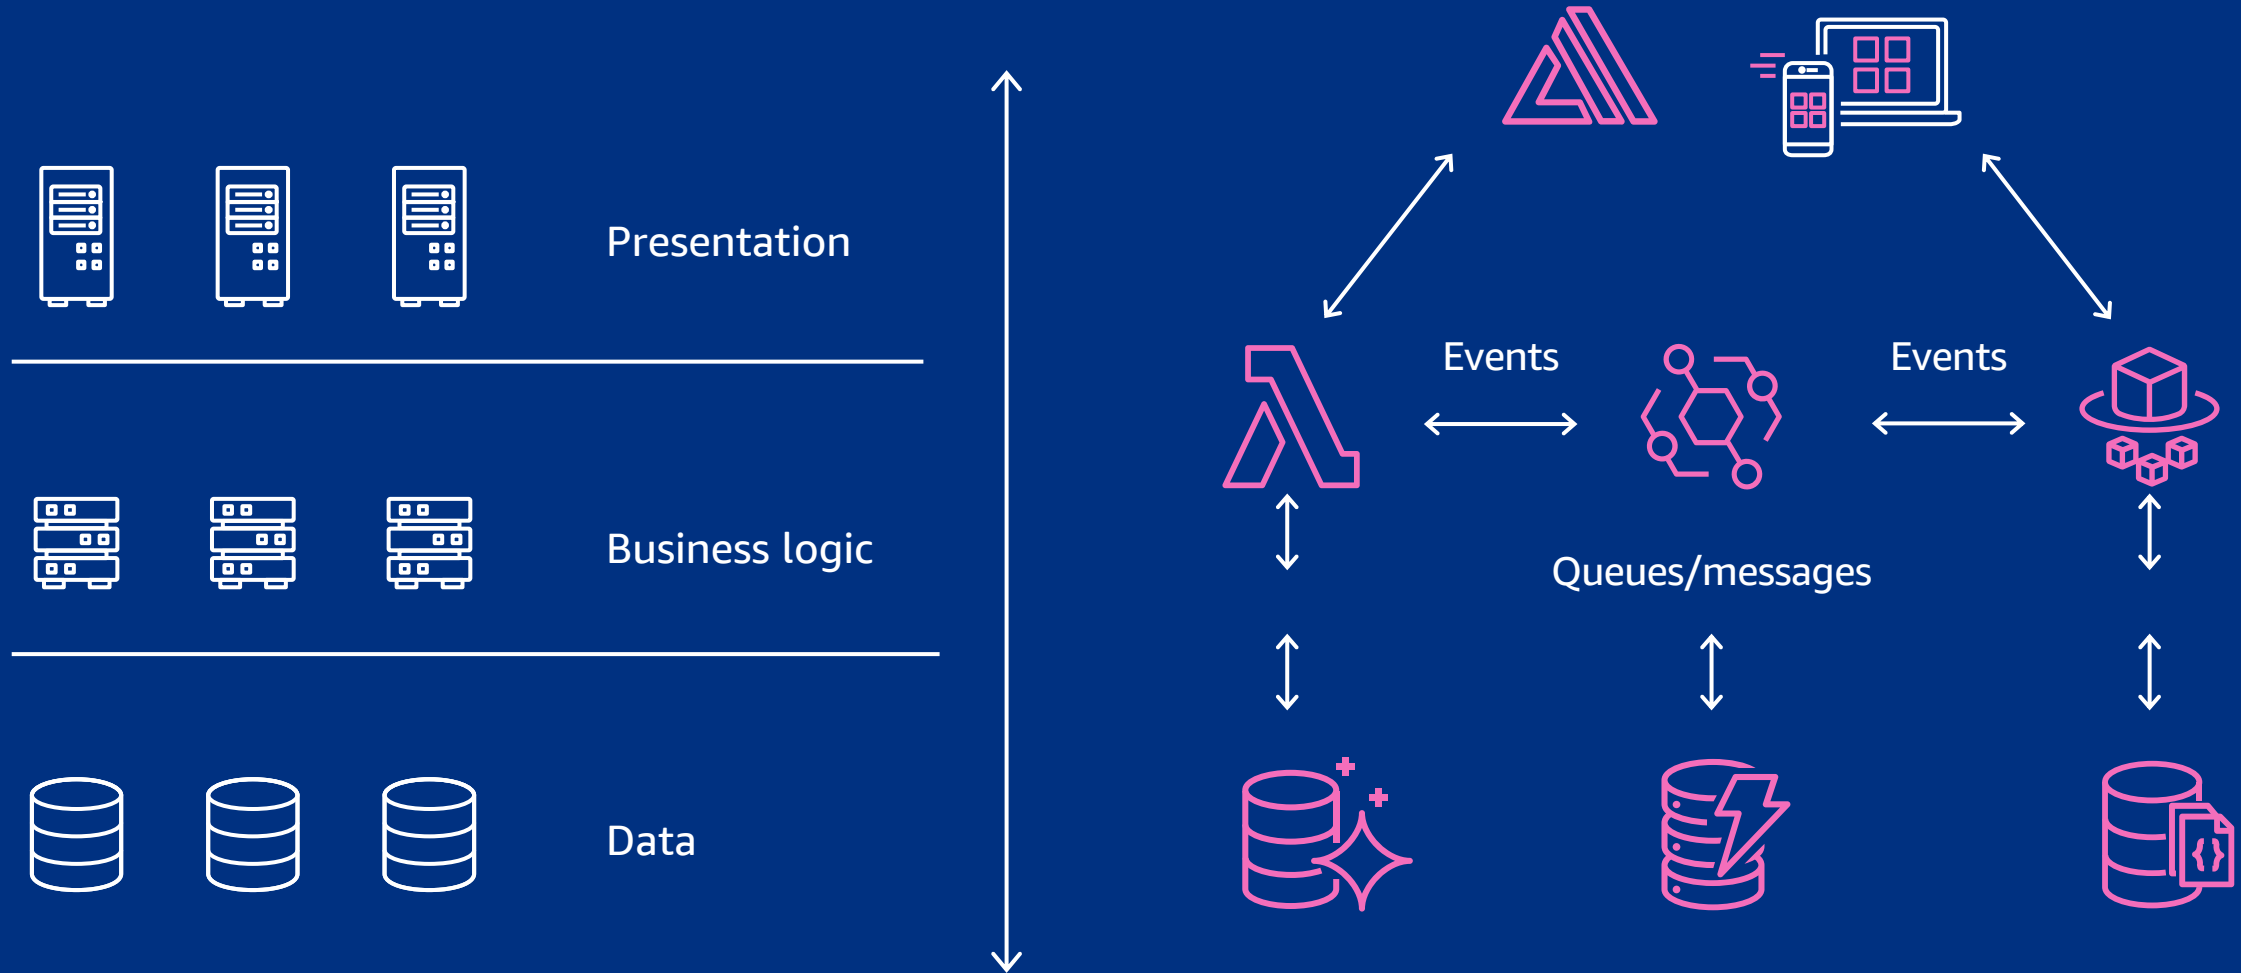 Presentation
Business logic
Data
Events
Events
Queues/messages